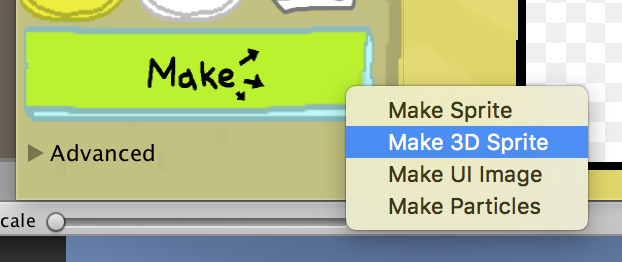 Make
Make Sprite
Make 3D Sprite
Advanced
Make UI Image
Make Particles
cale